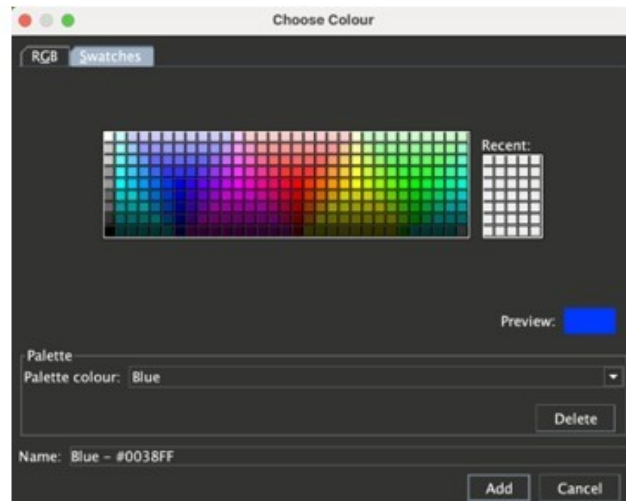 Choose Colour
RGB Swatches
Recent:
Preview:
Palette
Palette colour: Blue
Delete
Name: Blue – #0038FF
Add Cancel